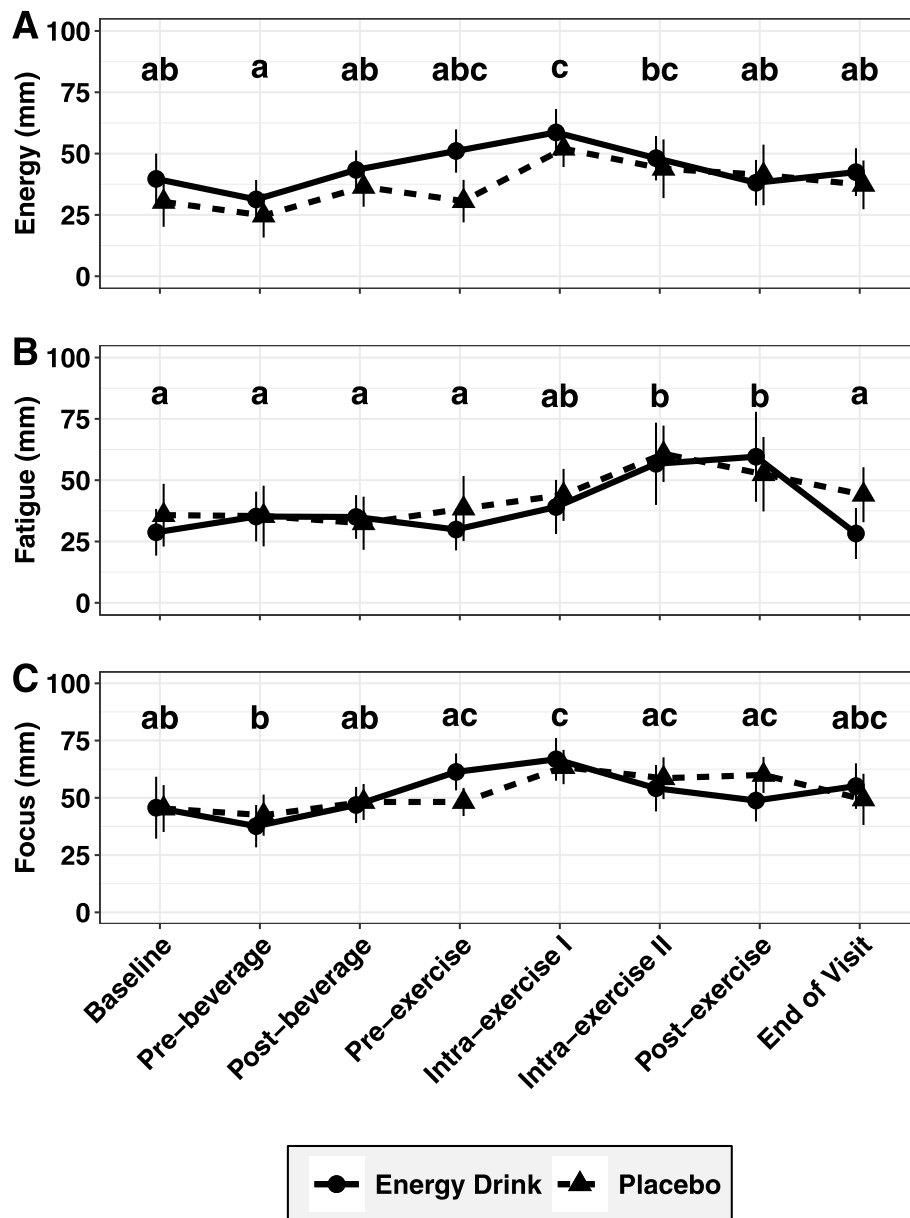 A
Energy (mm)
100
75
50
25
0
ab a ab abc c bc ab ab
B
Fatigue (mm)
100
75
50
25
0
a a a a ab b b a
C
Focus (mm)
100
75
50
25
0
ab b ab ac c ac ac abc
Baseline
Pre−beverage
Post−beverage
Pre−exercise
Intra−exercise I
Intra−exercise II
Post−exercise
End of Visit
Energy Drink Placebo